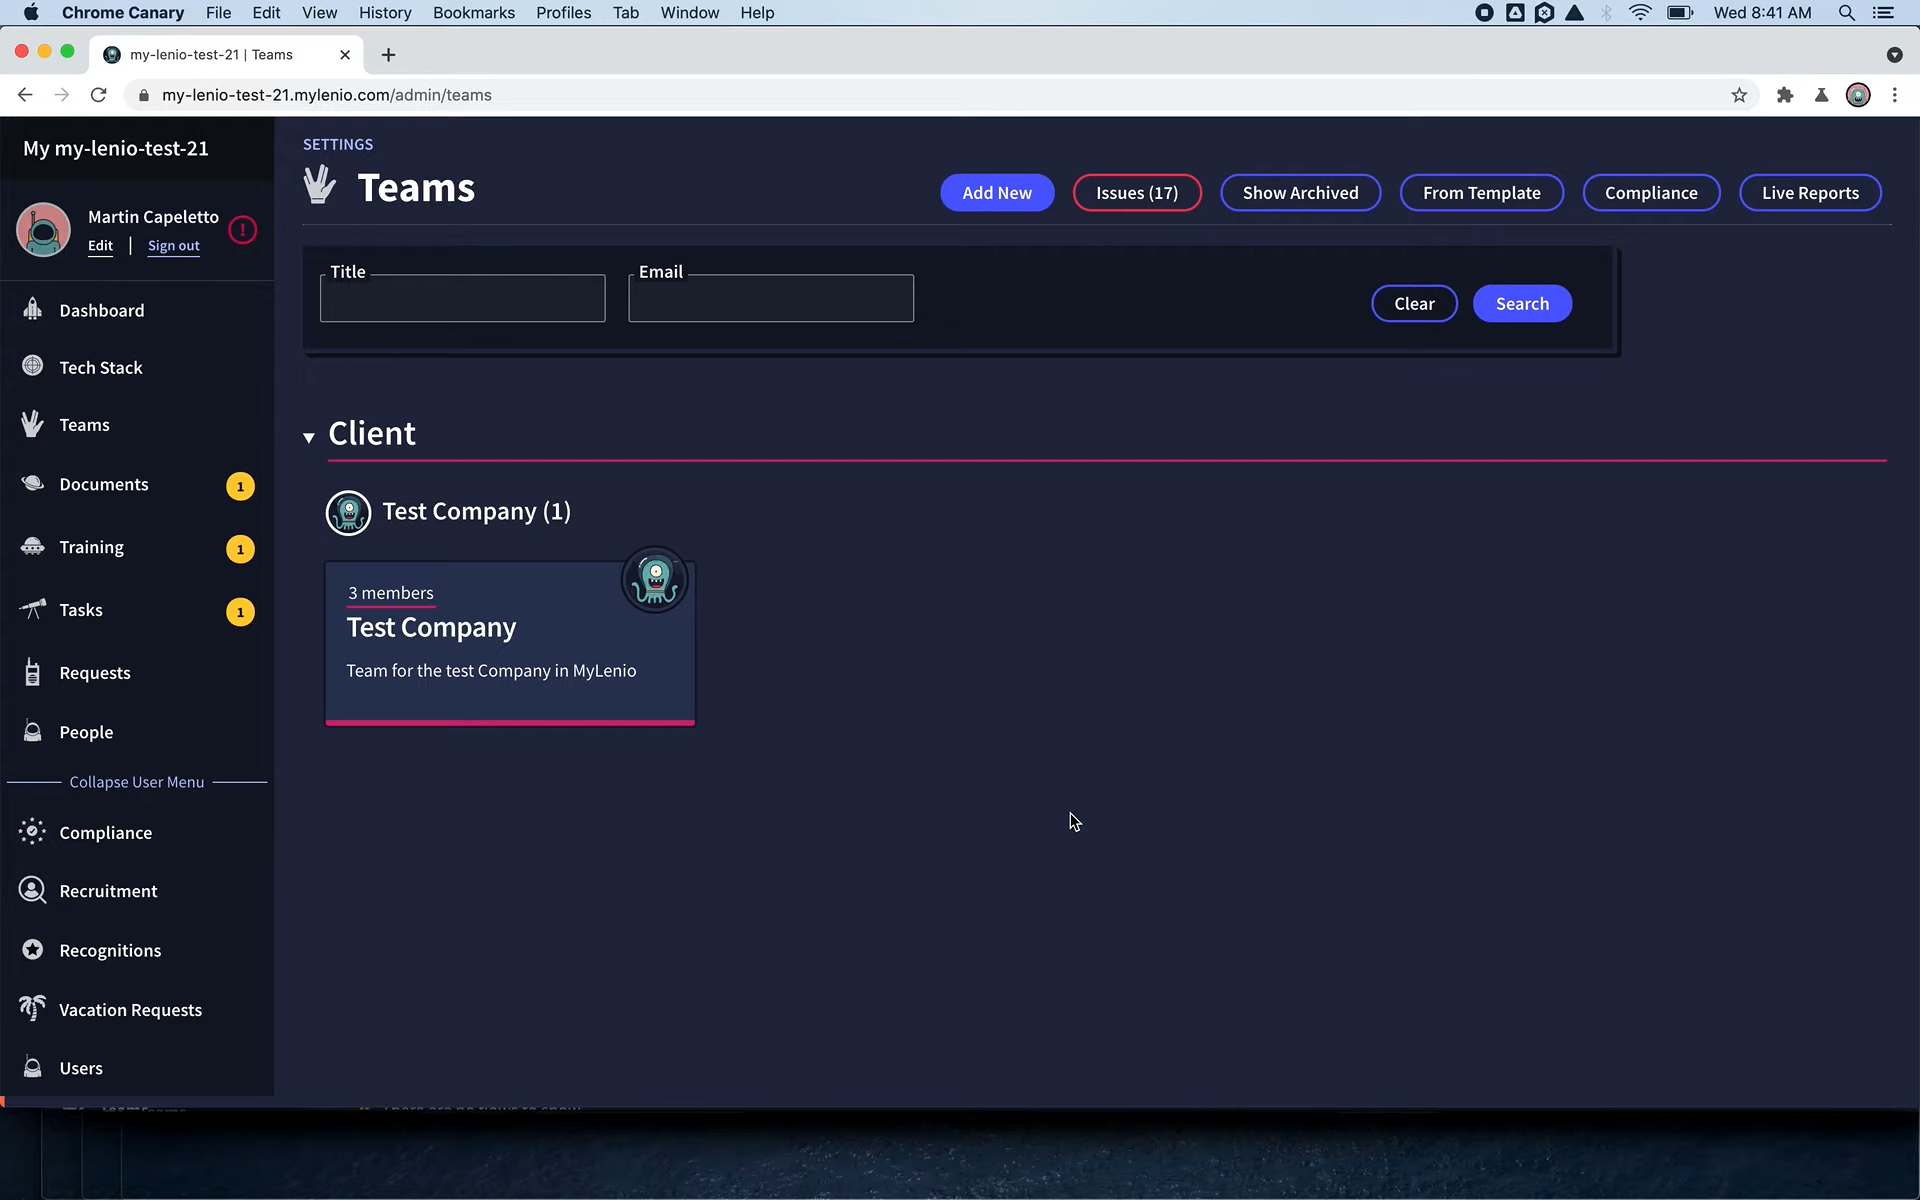 Chrome Canary File Edit View History Bookmarks Profiles Tab Window Help Wed 8:41 AM
my-lenio-test-21 | Teams
my-lenio-test-21.mylenio.com/admin/teams
My my-lenio-test-21
Martin Capeletto
Edit | Sign out
Dashboard
Tech Stack
Teams
Documents 1
Training 1
Tasks 1
Requests
People
Collapse User Menu
Compliance
Recruitment
Recognitions
Vacation Requests
Users
SETTINGS
Teams
Add New Issues (17) Show Archived From Template Compliance Live Reports
Title Email
Clear Search
Client
Test Company (1)
3 members
Test Company
Team for the test Company in MyLenio